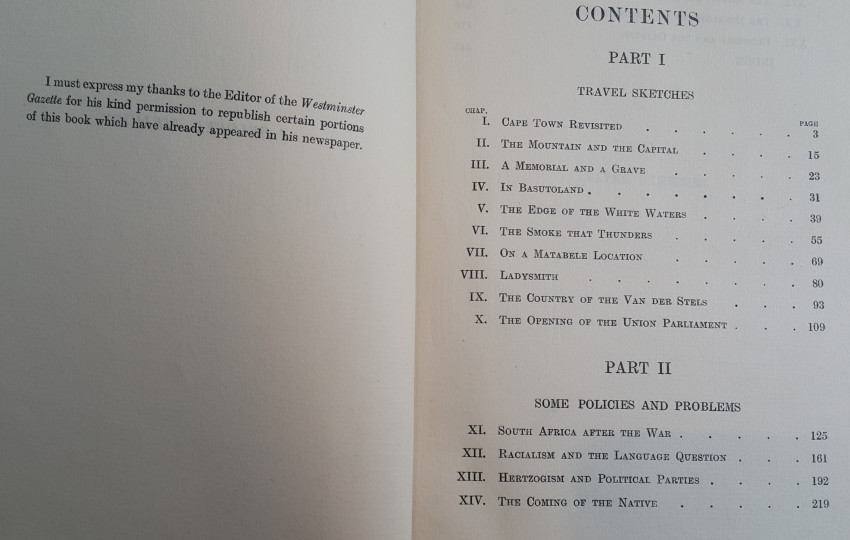 I must express my thanks to the Editor of the Westminster
Gazette for his kind permission to republish certain portions
of this book which have already appeared in his newspaper.
CONTENTS
PART I
TRAVEL SKETCHES
CHAP. PAGE
I. Cape Town Revisited . . . . . . 3
II. The Mountain and the Capital . . . . 15
III. A Memorial and a Grave . . . . 23
IV. In Basutoland . . . . . . . . 31
V. The Edge of the White Waters . . . . 39
VI. The Smoke that Thunders . . . . . 55
VII. On a Matabele Location . . . . . 69
VIII. Ladysmith . . . . . . . . 80
IX. The Country of the Van der Stels . . . 93
X. The Opening of the Union Parliament . . . 109
PART II
SOME POLICIES AND PROBLEMS
XI. South Africa after the War . . . . . 125
XII. Racialism and the Language Question . . . 161
XIII. Hertzogism and Political Parties . . . . 192
XIV. The Coming of the Native . . . . . 219